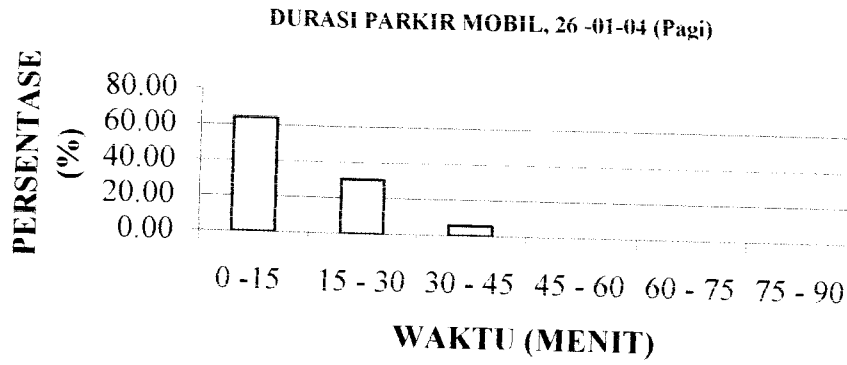 DURASI PARKIR MOBIL, 26 -01-04 (Pagi)
PERSENTASE
(%)
80.00
60.00
40.00
20.00
0.00
0 -15 15 - 30 30 - 45 45 - 60 60 - 75 75 - 90
WAKTU (MENIT)